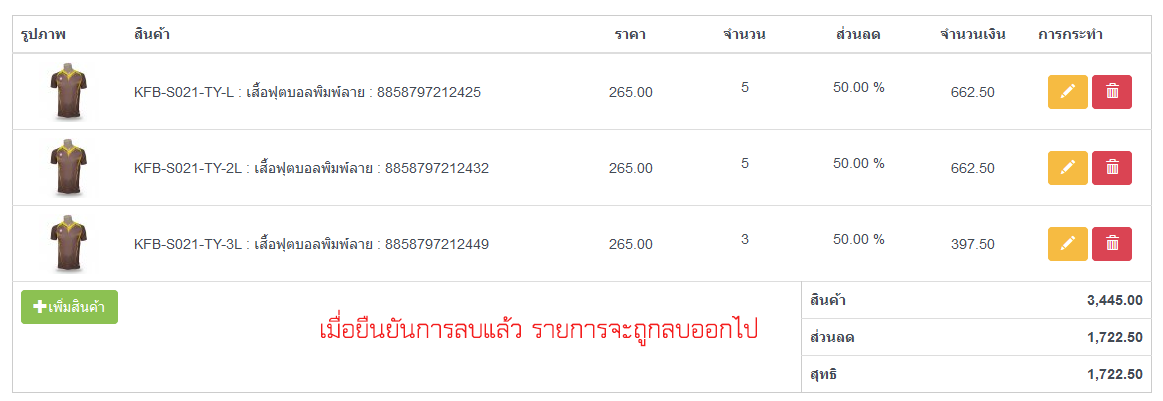 รูปภาพ สินค้า ราคา จำนวน ส่วนลด จำนวนเงิน การกระทำ
KFB-S021-TY-L : เสื้อฟุตบอลพิมพ์ลาย : 8858797212425 265.00 5 50.00 % 662.50
KFB-S021-TY-2L : เสื้อฟุตบอลพิมพ์ลาย : 8858797212432 265.00 5 50.00 % 662.50
KFB-S021-TY-3L : เสื้อฟุตบอลพิมพ์ลาย : 8858797212449 265.00 3 50.00 % 397.50
เพิ่มสินค้า
เมื่อยืนยันการลบแล้ว รายการจะถูกลบออกไป
สินค้า 3,445.00
ส่วนลด 1,722.50
สุทธิ 1,722.50